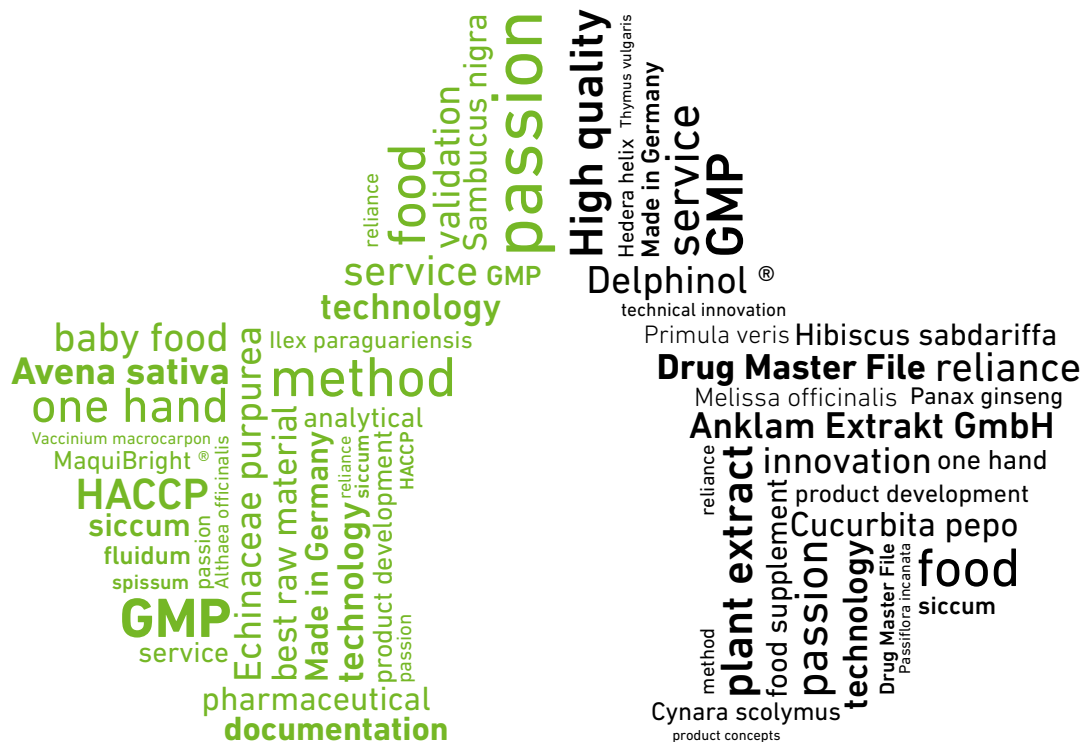 reliance
food
validation
Sambucus nigra
passion
service GMP
technology
baby food
Avena sativa
one hand
Vaccinium macrocarpon
MaquiBright ®
HACCP
siccum
fluidum
spissum
passion
Althaea officinalis
GMP
service
Echinaceae purpurea
Ilex paraguariensis
method
analytical
best raw material
Made in Germany
technology
reliance
siccum
product development
HACCP
passion
pharmaceutical
documentation
High quality
Hedera helix
Thymus vulgaris
Made in Germany
service
GMP
Delphinol ®
technical innovation
Primula veris Hibiscus sabdariffa
Drug Master File reliance
Melissa officinalis Panax ginseng
Anklam Extrakt GmbH
reliance
method
plant extract
innovation one hand
product development
Cucurbita pepo
food supplement
passion
technology
Drug Master File
Passiflora incanata
food
siccum
Cynara scolymus
product concepts